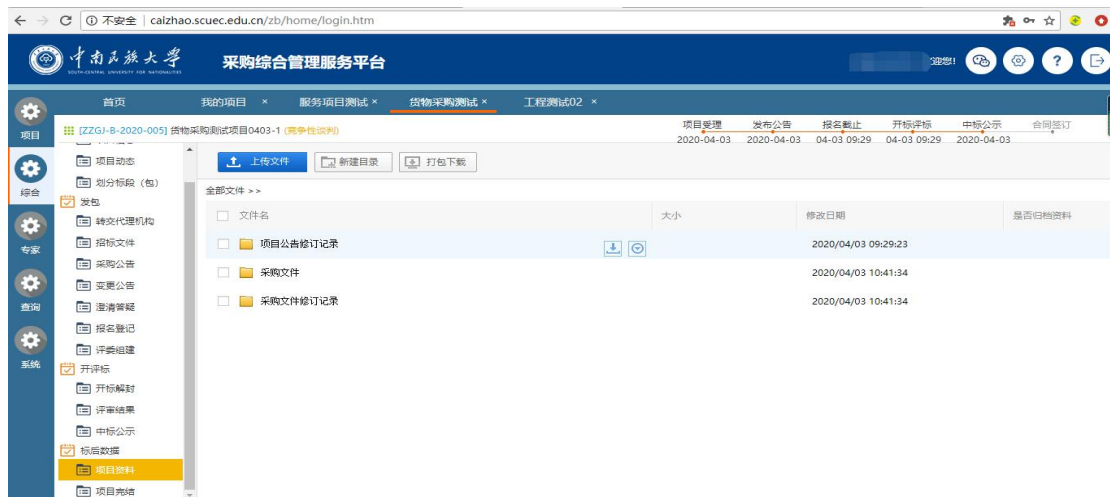 不安全 | caizhao.scuec.edu.cn/zb/home/login.htm
中南民族大学
SOUTH-CENTRAL UNIVERSITY FOR NATIONALITIES
采购综合管理服务平台
您!
首页 我的项目 × 服务项目测试 × 货物采购测试 × 工程测试02 ×
项目
综合
专家
查询
系统
[ZZGJ-B-2020-005] 货物采购测试项目0403-1 (竞争性谈判)
项目受理 发布公告 报名截止 开标评标 中标公示 合同签订
2020-04-03 2020-04-03 04-03 09:29 04-03 09:29 2020-04-03
项目动态
划分标段（包）
发包
转交代理机构
招标文件
采购公告
变更公告
澄清答疑
报名登记
评委组建
开评标
开标解封
评审结果
中标公示
标后数据
项目资料
项目完结
上传文件 新建目录 打包下载
全部文件 >>
文件名 大小 修改日期 是否归档资料
项目公告修订记录 2020/04/03 09:29:23
采购文件 2020/04/03 10:41:34
采购文件修订记录 2020/04/03 10:41:34